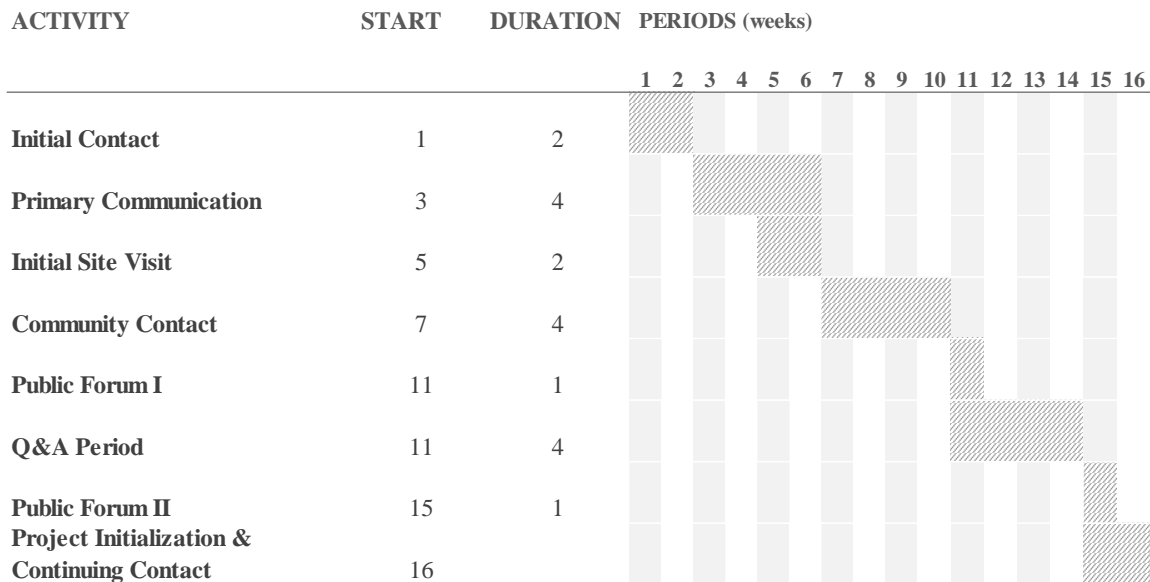 ACTIVITY START DURATION PERIODS (weeks)
1 2 3 4 5 6 7 8 9 10 11 12 13 14 15 16
Initial Contact 1 2
Primary Communication 3 4
Initial Site Visit 5 2
Community Contact 7 4
Public Forum I 11 1
Q&A Period 11 4
Public Forum II 15 1
Project Initialization &
Continuing Contact 16